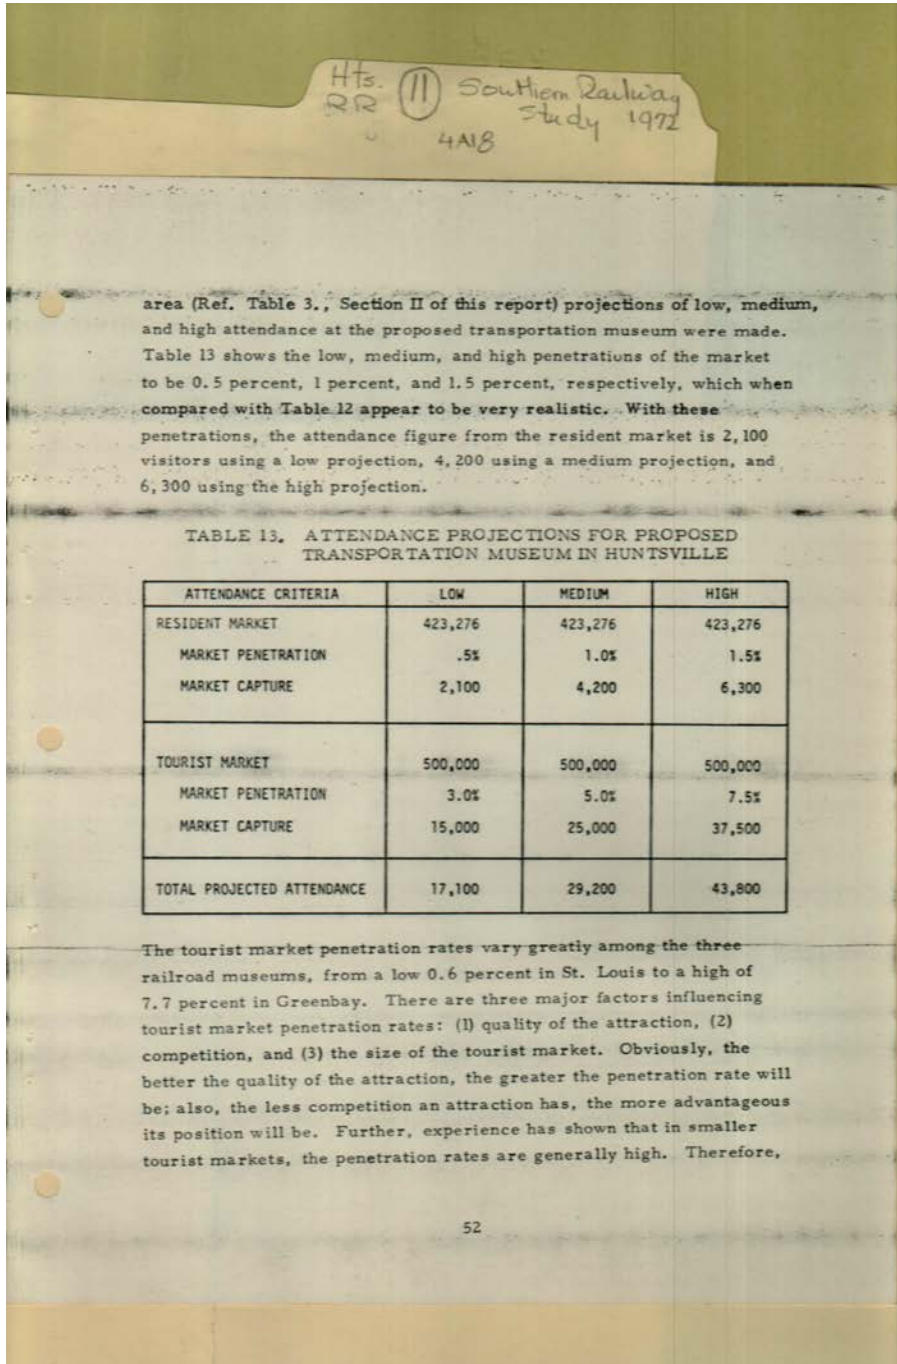 Hts. 11 Southern Railway
RR Study 1972
4A18
area (Ref. Table 3., Section II of this report) projections of low, medium,
and high attendance at the proposed transportation museum were made.
Table 13 shows the low, medium, and high penetrations of the market
to be 0.5 percent, 1 percent, and 1.5 percent, respectively, which when
compared with Table 12 appear to be very realistic. With these
penetrations, the attendance figure from the resident market is 2,100
visitors using a low projection, 4,200 using a medium projection, and
6,300 using the high projection.
TABLE 13. ATTENDANCE PROJECTIONS FOR PROPOSED
TRANSPORTATION MUSEUM IN HUNTSVILLE
ATTENDANCE CRITERIA LOW MEDIUM HIGH
RESIDENT MARKET 423,276 423,276 423,276
MARKET PENETRATION .5% 1.0% 1.5%
MARKET CAPTURE 2,100 4,200 6,300
TOURIST MARKET 500,000 500,000 500,000
MARKET PENETRATION 3.0% 5.0% 7.5%
MARKET CAPTURE 15,000 25,000 37,500
TOTAL PROJECTED ATTENDANCE 17,100 29,200 43,800
The tourist market penetration rates vary greatly among the three
railroad museums, from a low 0.6 percent in St. Louis to a high of
7.7 percent in Greenbay. There are three major factors influencing
tourist market penetration rates: (1) quality of the attraction, (2)
competition, and (3) the size of the tourist market. Obviously, the
better the quality of the attraction, the greater the penetration rate will
be; also, the less competition an attraction has, the more advantageous
its position will be. Further, experience has shown that in smaller
tourist markets, the penetration rates are generally high. Therefore,
52